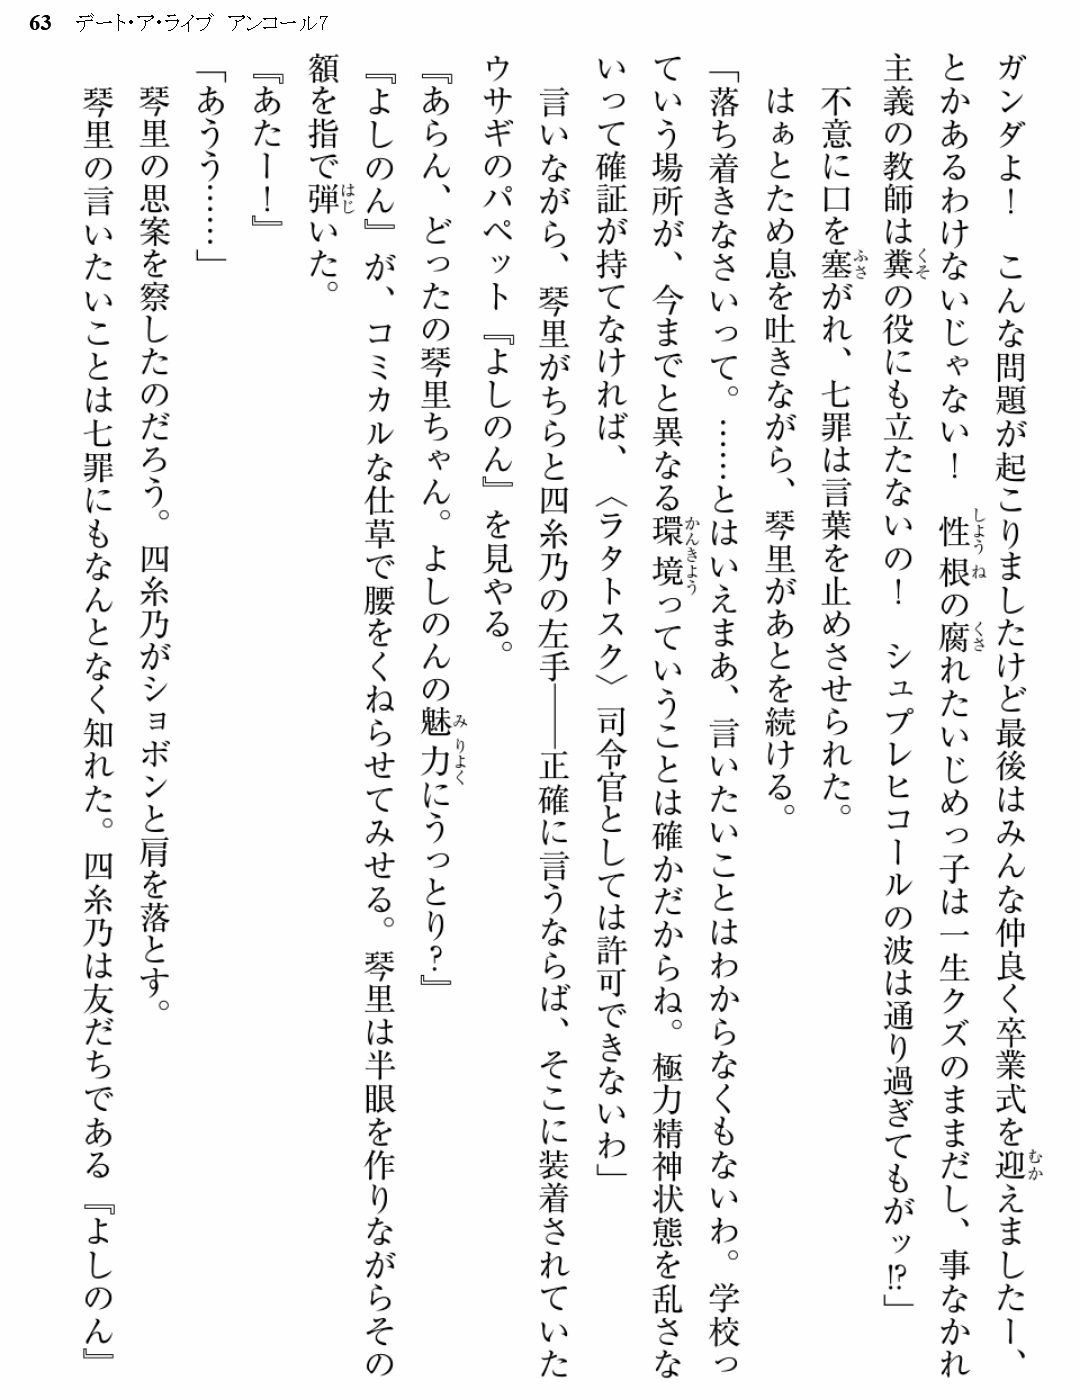 63 デート・ア・ライブ アンコール7
ガンダよ！ こんな問題が起こりましたけど最後はみんな仲良く卒業式を迎えましたー、
とかあるわけないじゃない！ 性根の腐れたいじめっ子は一生クズのままだし、事なかれ
主義の教師は糞の役にも立たないの！ シュプレヒコールの波は通り過ぎてもがッ!?」
不意に口を塞がれ、七罪は言葉を止めさせられた。
はぁとため息を吐きながら、琴里があとを続ける。
「落ち着きなさいって。……とはいえまあ、言いたいことはわからなくもないわ。学校っ
ていう場所が、今までと異なる環境っていうことは確かだからね。極力精神状態を乱さな
いって確証が持てなければ、〈ラタトスク〉司令官としては許可できないわ」
言いながら、琴里がちらと四糸乃の左手――正確に言うならば、そこに装着されていた
ウサギのパペット『よしのん』を見やる。
『あらん、どったの琴里ちゃん。よしのんの魅力にうっとり？』
『よしのん』が、コミカルな仕草で腰をくねらせてみせる。琴里は半眼を作りながらその
額を指で弾いた。
『あたー！』
「あうう……」
琴里の思案を察したのだろう。四糸乃がションボンと肩を落とす。
琴里の言いたいことは七罪にもなんとなく知れた。四糸乃は友だちである『よしのん』